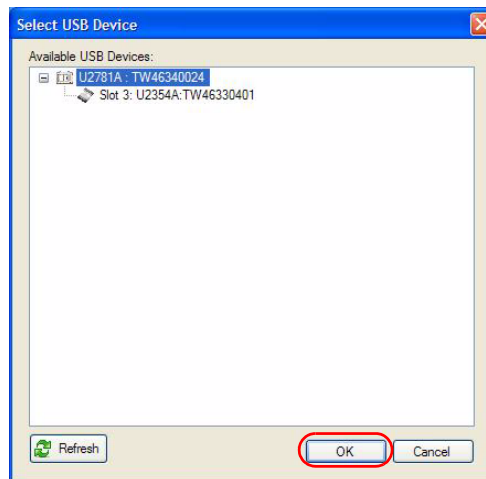 Select USB Device
Available USB Devices:
U2781A : TW46340024
Slot 3: U2354A:TW46330401
Refresh
OK
Cancel